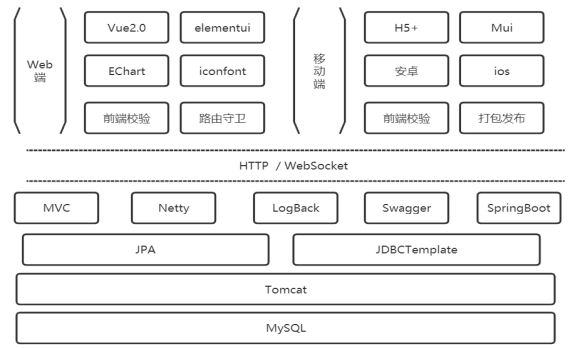 Vue2.0 elementui H5+ Mui
Web
端
EChart iconfont
移
动
端
安卓 ios
前端校验 路由守卫 前端校验 打包发布
HTTP / WebSocket
MVC Netty LogBack Swagger SpringBoot
JPA JDBCTemplate
Tomcat
MySQL